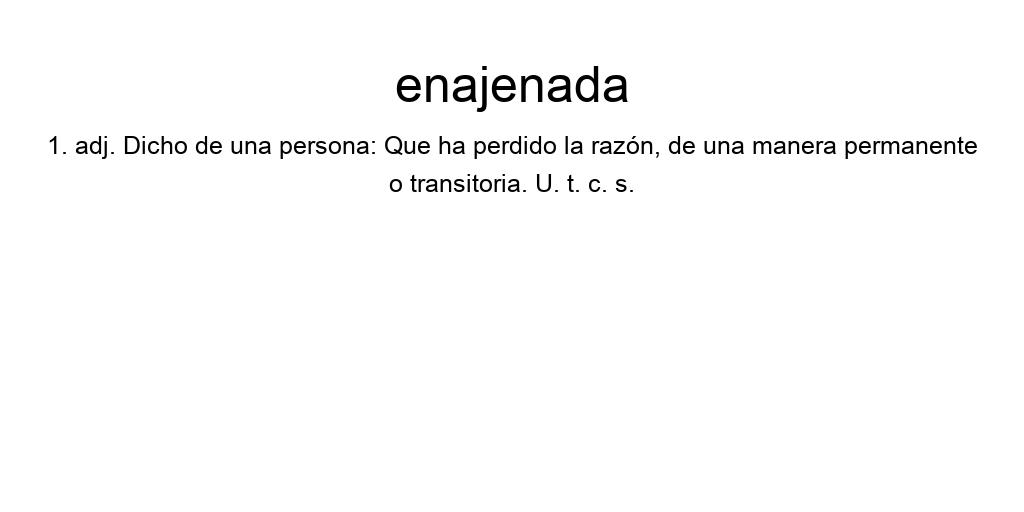 enajenada
1. adj. Dicho de una persona: Que ha perdido la razón, de una manera permanente
o transitoria. U. t. c. s.